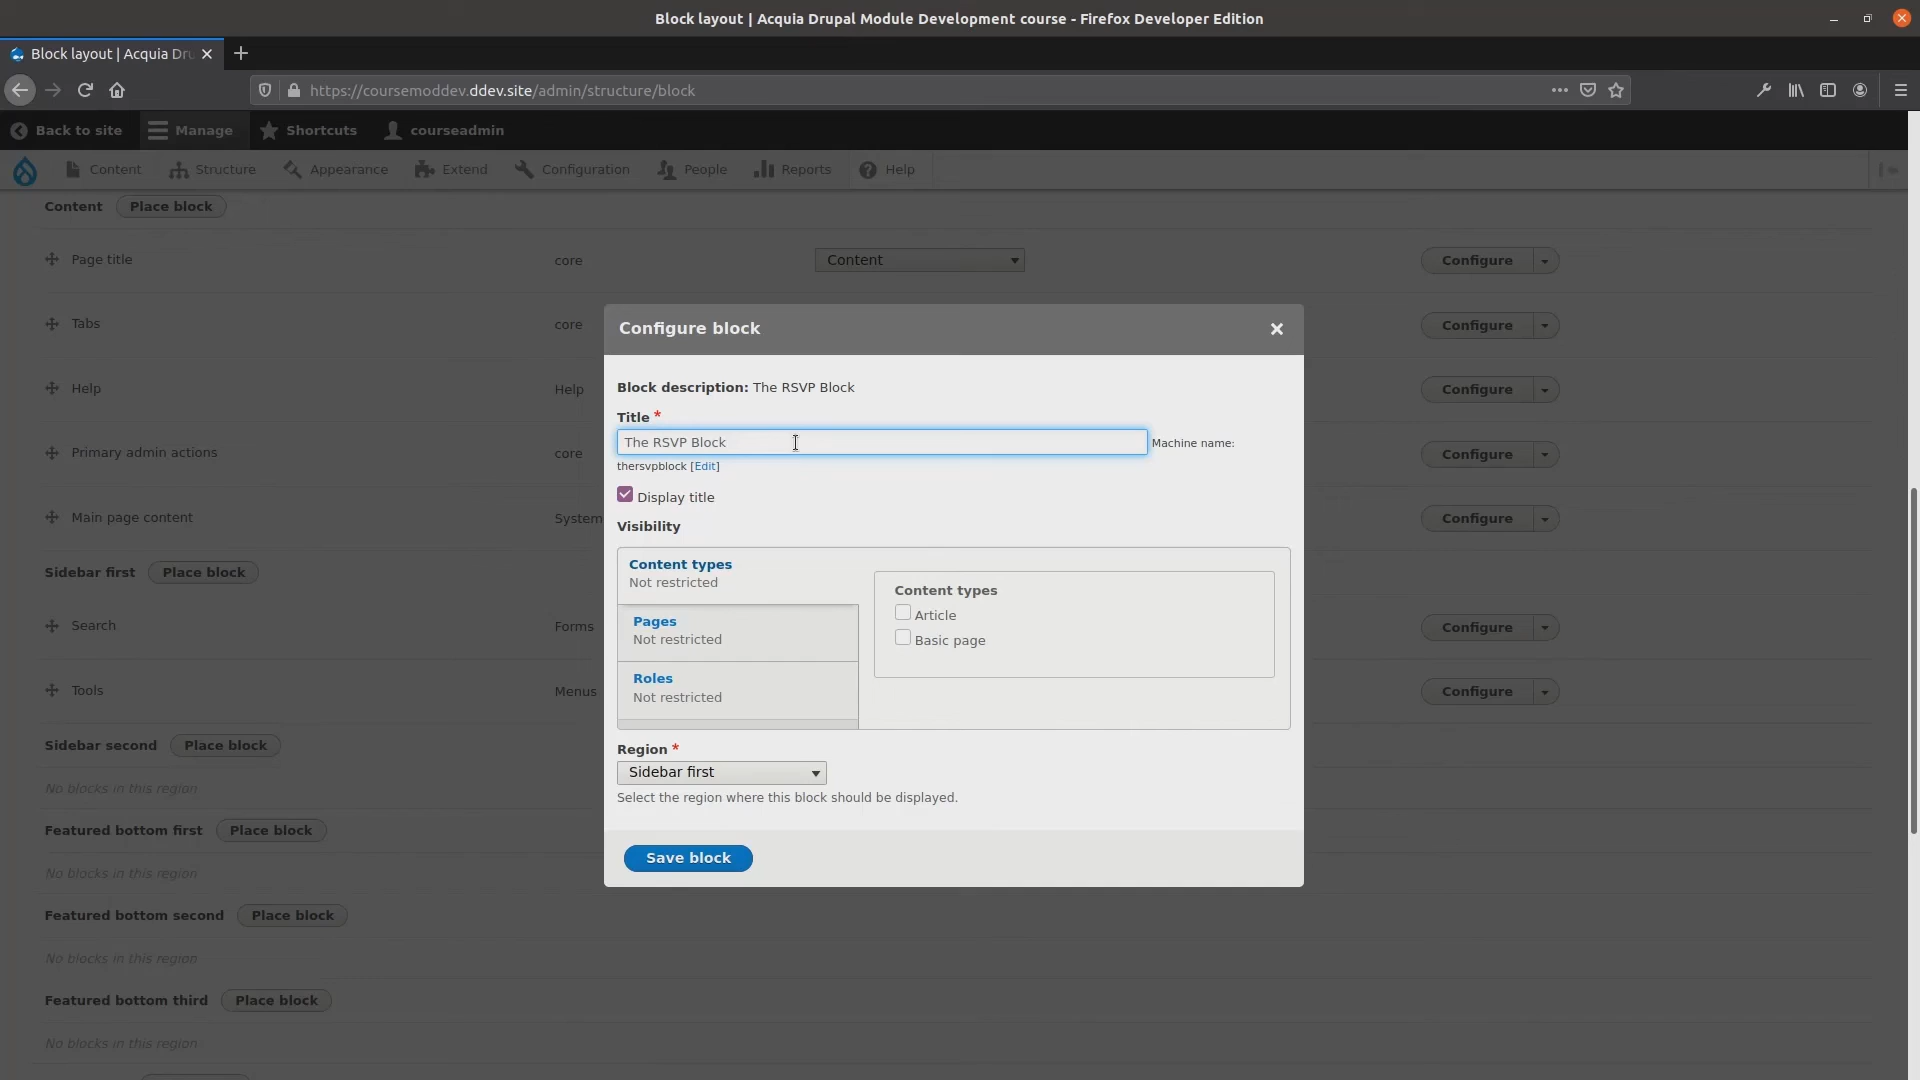 Block layout | Acquia Drupal Module Development course - Firefox Developer Edition
Block layout | Acquia Dru
https://coursemoddev.ddev.site/admin/structure/block
Back to site Manage Shortcuts courseadmin
Content Structure Appearance Extend Configuration People Reports Help
Content Place block
Page title core Content Configure
Tabs core Configure
Help Help Configure
Primary admin actions core Configure
Main page content System Configure
Sidebar first Place block
Search Forms Configure
Tools Menus Configure
Sidebar second Place block
No blocks in this region
Featured bottom first Place block
No blocks in this region
Featured bottom second Place block
No blocks in this region
Featured bottom third Place block
No blocks in this region
Configure block
Block description: The RSVP Block
Title *
The RSVP Block Machine name:
thersvpblock [Edit]
Display title
Visibility
Content types
Not restricted
Pages
Not restricted
Roles
Not restricted
Content types
Article
Basic page
Region *
Sidebar first
Select the region where this block should be displayed.
Save block